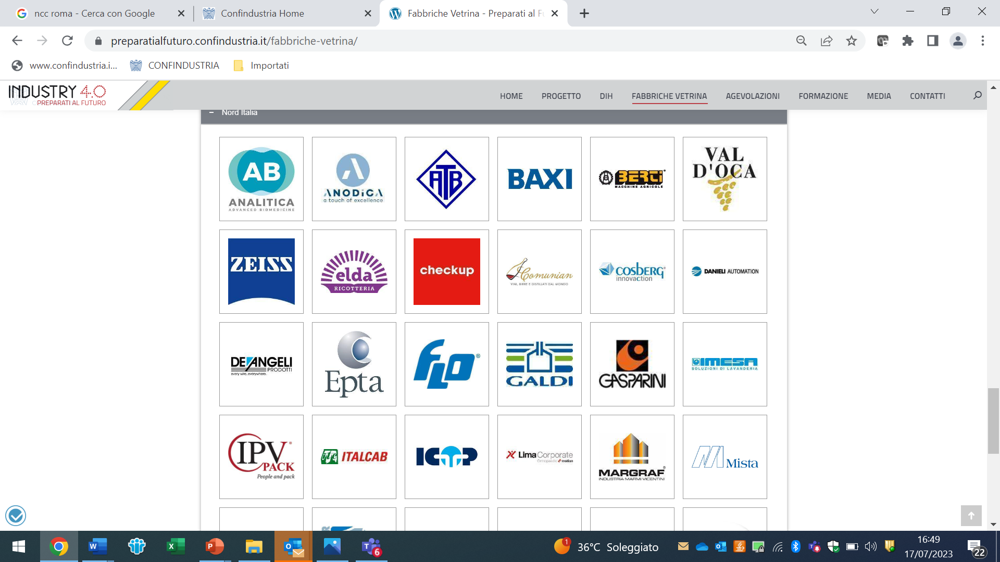 ncc roma - Cerca con Google
Confindustria Home
Fabbriche Vetrina - Preparati al Fu
preparatialfuturo.confindustria.it/fabbriche-vetrina/
www.confindustria.i...
CONFINDUSTRIA
Importati
INDUSTRY 4.0
PREPARATI AL FUTURO
HOME
PROGETTO
DIH
FABBRICHE VETRINA
AGEVOLAZIONI
FORMAZIONE
MEDIA
CONTATTI
Nord Italia
AB
ANALITICA
ADVANCED BIOMEDICINE
ANODICA
a touch of excellence
ATB
BAXI
BERTI
MACCHINE AGRICOLE
VAL
D'OCA
ZEISS
elda
RICOTTERIA
checkup
Comunian
VINI, BIRRE E DISTILLATI DAL MONDO
COSBERG
innovaction
DANIELI AUTOMATION
DE ANGELI
PRODOTTI
every wire, everywhere.
Epta
FLO®
GALDI
GASPARINI
IMESA
SOLUZIONI DI LAVANDERIA
IPV®
PACK
People and pack
ITC ITALCAB
ICOP
LimaCorporate
Orthopaedic emotion
MARGRAF®
INDUSTRIA MARMI VICENTINI
Mista
1
36°C Soleggiato
6
16:49
17/07/2023
22